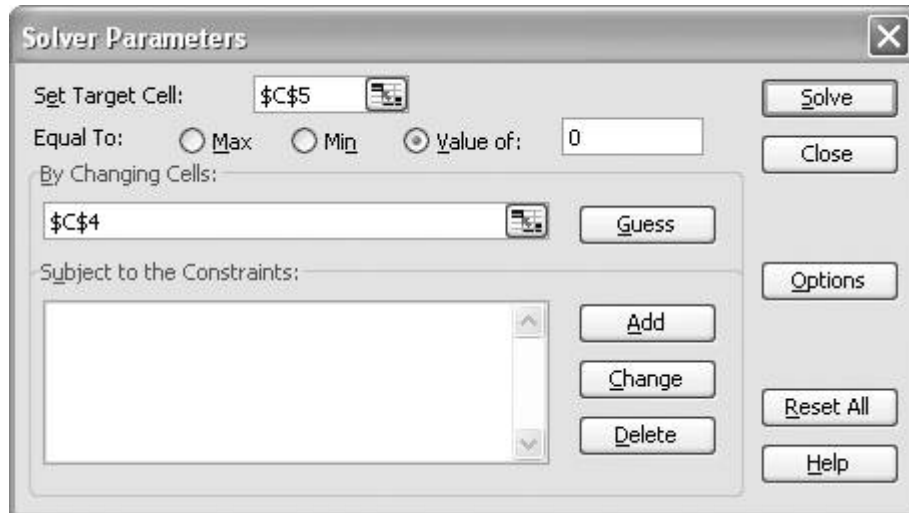 Solver Parameters
Set Target Cell: $C$5
Solve
Equal To: Max Min Value of: 0
Close
By Changing Cells:
$C$4
Guess
Subject to the Constraints:
Options
Add
Change
Reset All
Delete
Help